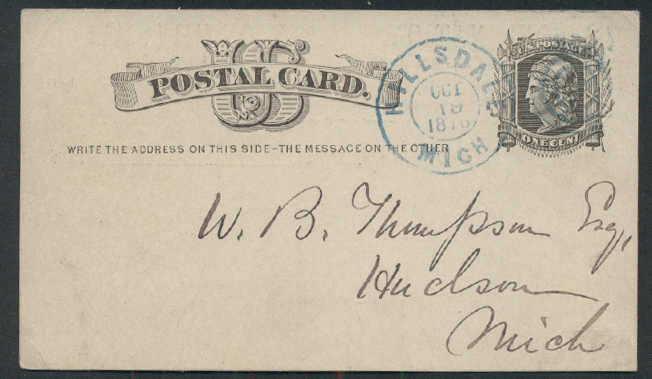 US
POSTAL CARD.
WRITE THE ADDRESS ON THIS SIDE–THE MESSAGE ON THE OTHER
HILLSDALE
OCT
19
MICH
U.S. POSTAGE
ONE CENT
W. B. Thompson Esq,
Hudson
Mich